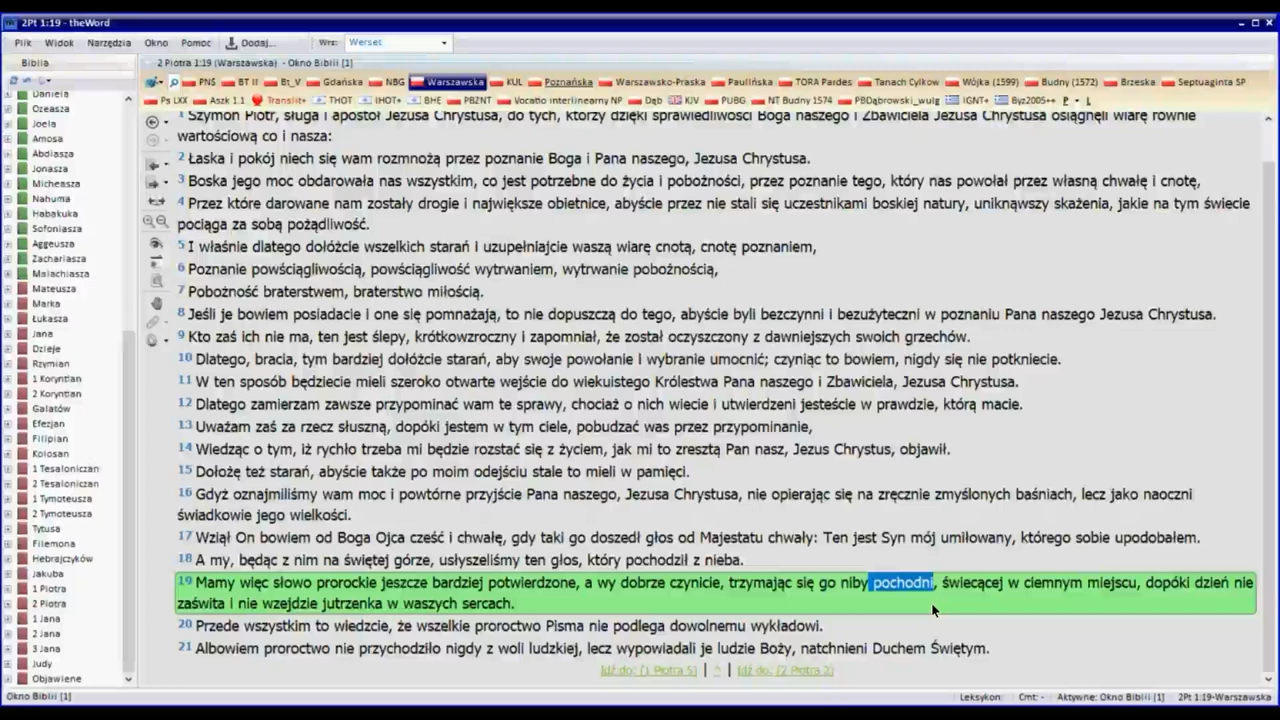 2Pt 1:19 - theWord
Plik Widok Narzędzia Okno Pomoc Dodaj... Wrs: Werset
Biblia
2 Piotra 1:19 (Warszawska) - Okno Biblii [1]
PNŚ BT II Bt_V Gdańska NBG Warszawska KUL Poznańska Warszawsko-Praska Paulińska TORA Pardes Tanach Cylkow Wójka (1599) Budny (1572) Brzeska Septuaginta SP
Ps LXX Aszk 1.1 Translit+ THOT IHOT+ BHE PBZNT Vocatio interlinearny NP Dąb KJV PUBG NT Budny 1574 PBDąbrowski_wulg IGNT+ Byz2005++
Daniela
Ozeasza
Joela
Amosa
Abdiasza
Jonasza
Micheasza
Nahuma
Habakuka
Sofoniasza
Aggeusza
Zachariasza
Malachiasza
Mateusza
Marka
Łukasza
Jana
Dzieje
Rzymian
1 Koryntian
2 Koryntian
Galatów
Efezjan
Filipian
Kolosan
1 Tesaloniczan
2 Tesaloniczan
1 Tymoteusza
2 Tymoteusza
Tytusa
Filemona
Hebrajczyków
Jakuba
1 Piotra
2 Piotra
1 Jana
2 Jana
3 Jana
Judy
Objawienie
1 Szymon Piotr, sługa i apostoł Jezusa Chrystusa, do tych, którzy dzięki sprawiedliwości Boga naszego i Zbawiciela Jezusa Chrystusa osiągnęli wiarę równie
wartościową co i nasza:
2 Łaska i pokój niech się wam rozmnożą przez poznanie Boga i Pana naszego, Jezusa Chrystusa.
3 Boska jego moc obdarowała nas wszystkim, co jest potrzebne do życia i pobożności, przez poznanie tego, który nas powołał przez własną chwałę i cnotę,
4 Przez które darowane nam zostały drogie i największe obietnice, abyście przez nie stali się uczestnikami boskiej natury, uniknąwszy skażenia, jakie na tym świecie
pociąga za sobą pożądliwość.
5 I właśnie dlatego dołóżcie wszelkich starań i uzupełniajcie waszą wiarę cnotą, cnotę poznaniem,
6 Poznanie powściągliwością, powściągliwość wytrwaniem, wytrwanie pobożnością,
7 Pobożność braterstwem, braterstwo miłością.
8 Jeśli je bowiem posiadacie i one się pomnażają, to nie dopuszczą do tego, abyście byli bezczynni i bezużyteczni w poznaniu Pana naszego Jezusa Chrystusa.
9 Kto zaś ich nie ma, ten jest ślepy, krótkowzroczny i zapomniał, że został oczyszczony z dawniejszych swoich grzechów.
10 Dlatego, bracia, tym bardziej dołóżcie starań, aby swoje powołanie i wybranie umocnić; czyniąc to bowiem, nigdy się nie potkniecie.
11 W ten sposób będziecie mieli szeroko otwarte wejście do wiekuistego Królestwa Pana naszego i Zbawiciela, Jezusa Chrystusa.
12 Dlatego zamierzam zawsze przypominać wam te sprawy, chociaż o nich wiecie i utwierdzeni jesteście w prawdzie, którą macie.
13 Uważam zaś za rzecz słuszną, dopóki jestem w tym ciele, pobudzać was przez przypominanie,
14 Wiedząc o tym, iż rychło trzeba mi będzie rozstać się z życiem, jak mi to zresztą Pan nasz, Jezus Chrystus, objawił.
15 Dołożę też starań, abyście także po moim odejściu stale to mieli w pamięci.
16 Gdyż oznajmiliśmy wam moc i powtórne przyjście Pana naszego, Jezusa Chrystusa, nie opierając się na zręcznie zmyślonych baśniach, lecz jako naoczni
świadkowie jego wielkości.
17 Wziął On bowiem od Boga Ojca cześć i chwałę, gdy taki go doszedł głos od Majestatu chwały: Ten jest Syn mój umiłowany, którego sobie upodobałem.
18 A my, będąc z nim na świętej górze, usłyszeliśmy ten głos, który pochodził z nieba.
19 Mamy więc słowo prorockie jeszcze bardziej potwierdzone, a wy dobrze czynicie, trzymając się go niby pochodni, świecącej w ciemnym miejscu, dopóki dzień nie
zaświta i nie wzejdzie jutrzenka w waszych sercach.
20 Przede wszystkim to wiedzcie, że wszelkie proroctwo Pisma nie podlega dowolnemu wykładowi.
21 Albowiem proroctwo nie przychodziło nigdy z woli ludzkiej, lecz wypowiadali je ludzie Boży, natchnieni Duchem Świętym.
Idź do: (1 Piotra 5) | ^ | Idź do: (2 Piotra 2)
Okno Biblii [1] Leksykon: Cmt: - Aktywne: Okno Biblii [1] 2Pt 1:19-Warszawska